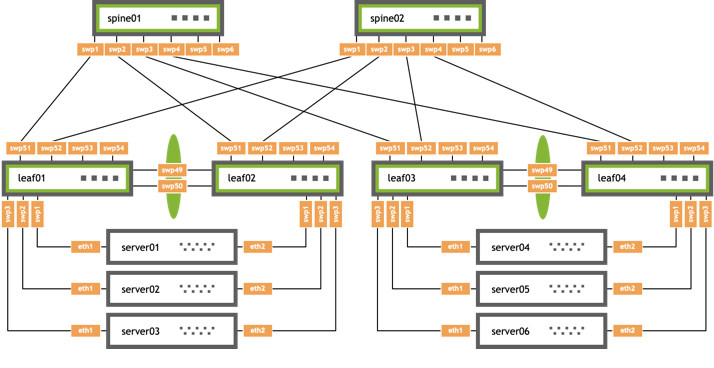 spine01 spine02
swp1 swp2 swp3 swp4 swp5 swp6 swp1 swp2 swp3 swp4 swp5 swp6
swp51 swp52 swp53 swp54 swp51 swp52 swp53 swp54 swp51 swp52 swp53 swp54 swp51 swp52 swp53 swp54
swp49 swp49
leaf01 leaf02 leaf03 leaf04
swp50 swp50
swp3 swp2 swp1 swp1 swp2 swp3 swp3 swp2 swp1 swp1 swp2 swp3
eth1 server01 eth2 eth1 server04 eth2
eth1 server02 eth2 eth1 server05 eth2
eth1 server03 eth2 eth1 server06 eth2